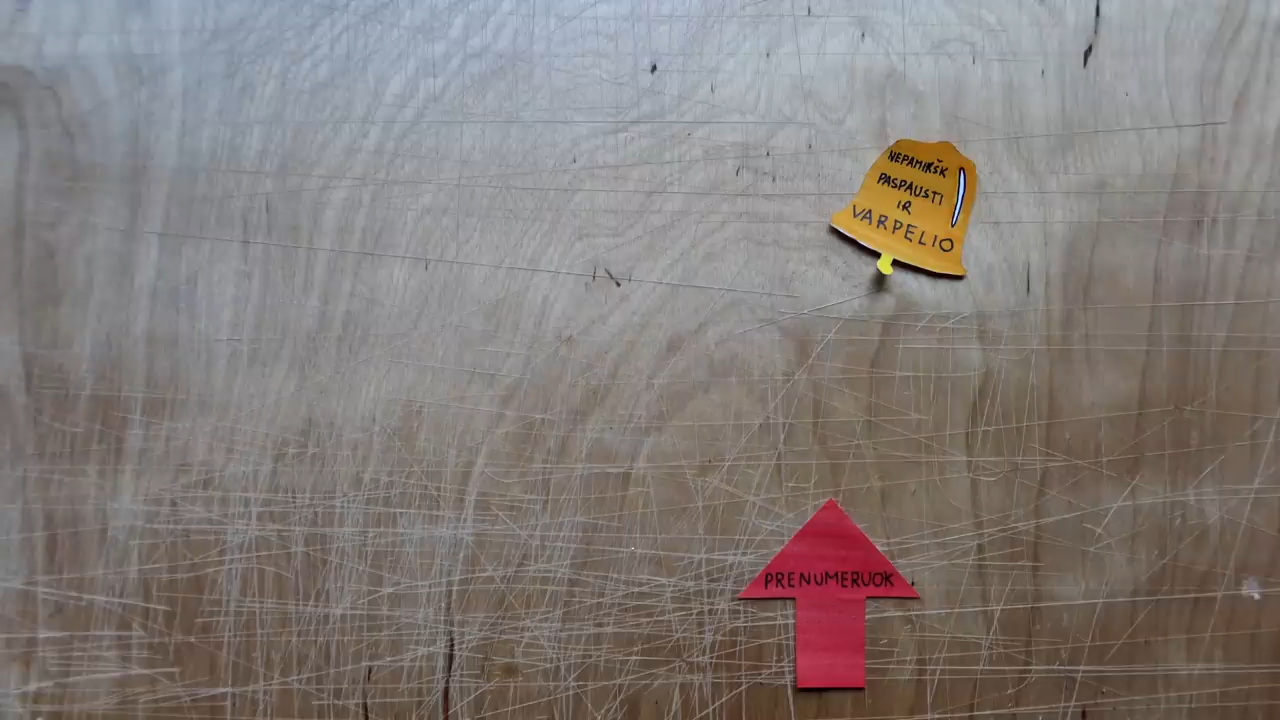 NEPAMIRŠK
PASPAUSTI
IR
VARPELIO
PRENUMERUOK